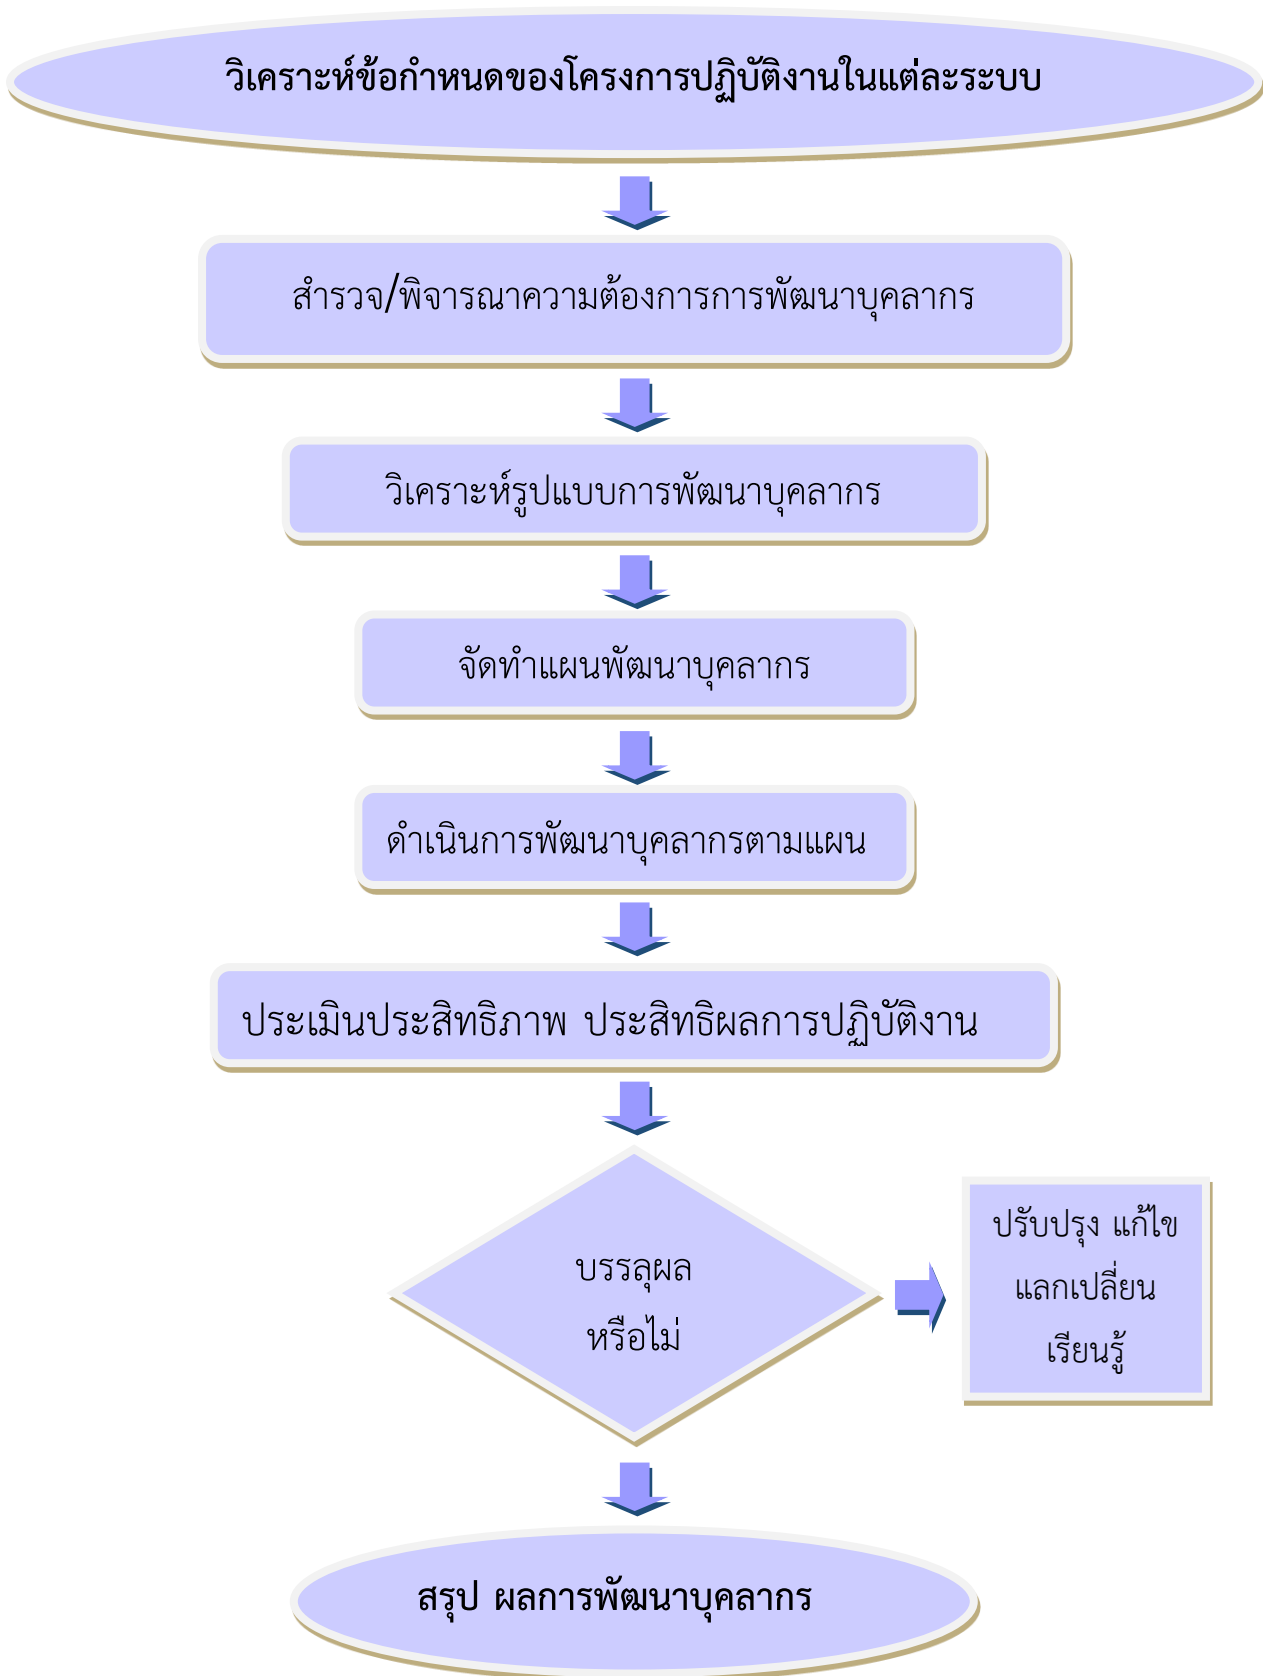 วิเคราะห์ข้อกำหนดของโครงการปฏิบัติงานในแต่ละระบบ
สำรวจ/พิจารณาความต้องการการพัฒนาบุคลากร
วิเคราะห์รูปแบบการพัฒนาบุคลากร
จัดทำแผนพัฒนาบุคลากร
ดำเนินการพัฒนาบุคลากรตามแผน
ประเมินประสิทธิภาพ ประสิทธิผลการปฏิบัติงาน
บรรลุผล
หรือไม่
ปรับปรุง แก้ไข
แลกเปลี่ยน
เรียนรู้
สรุป ผลการพัฒนาบุคลากร